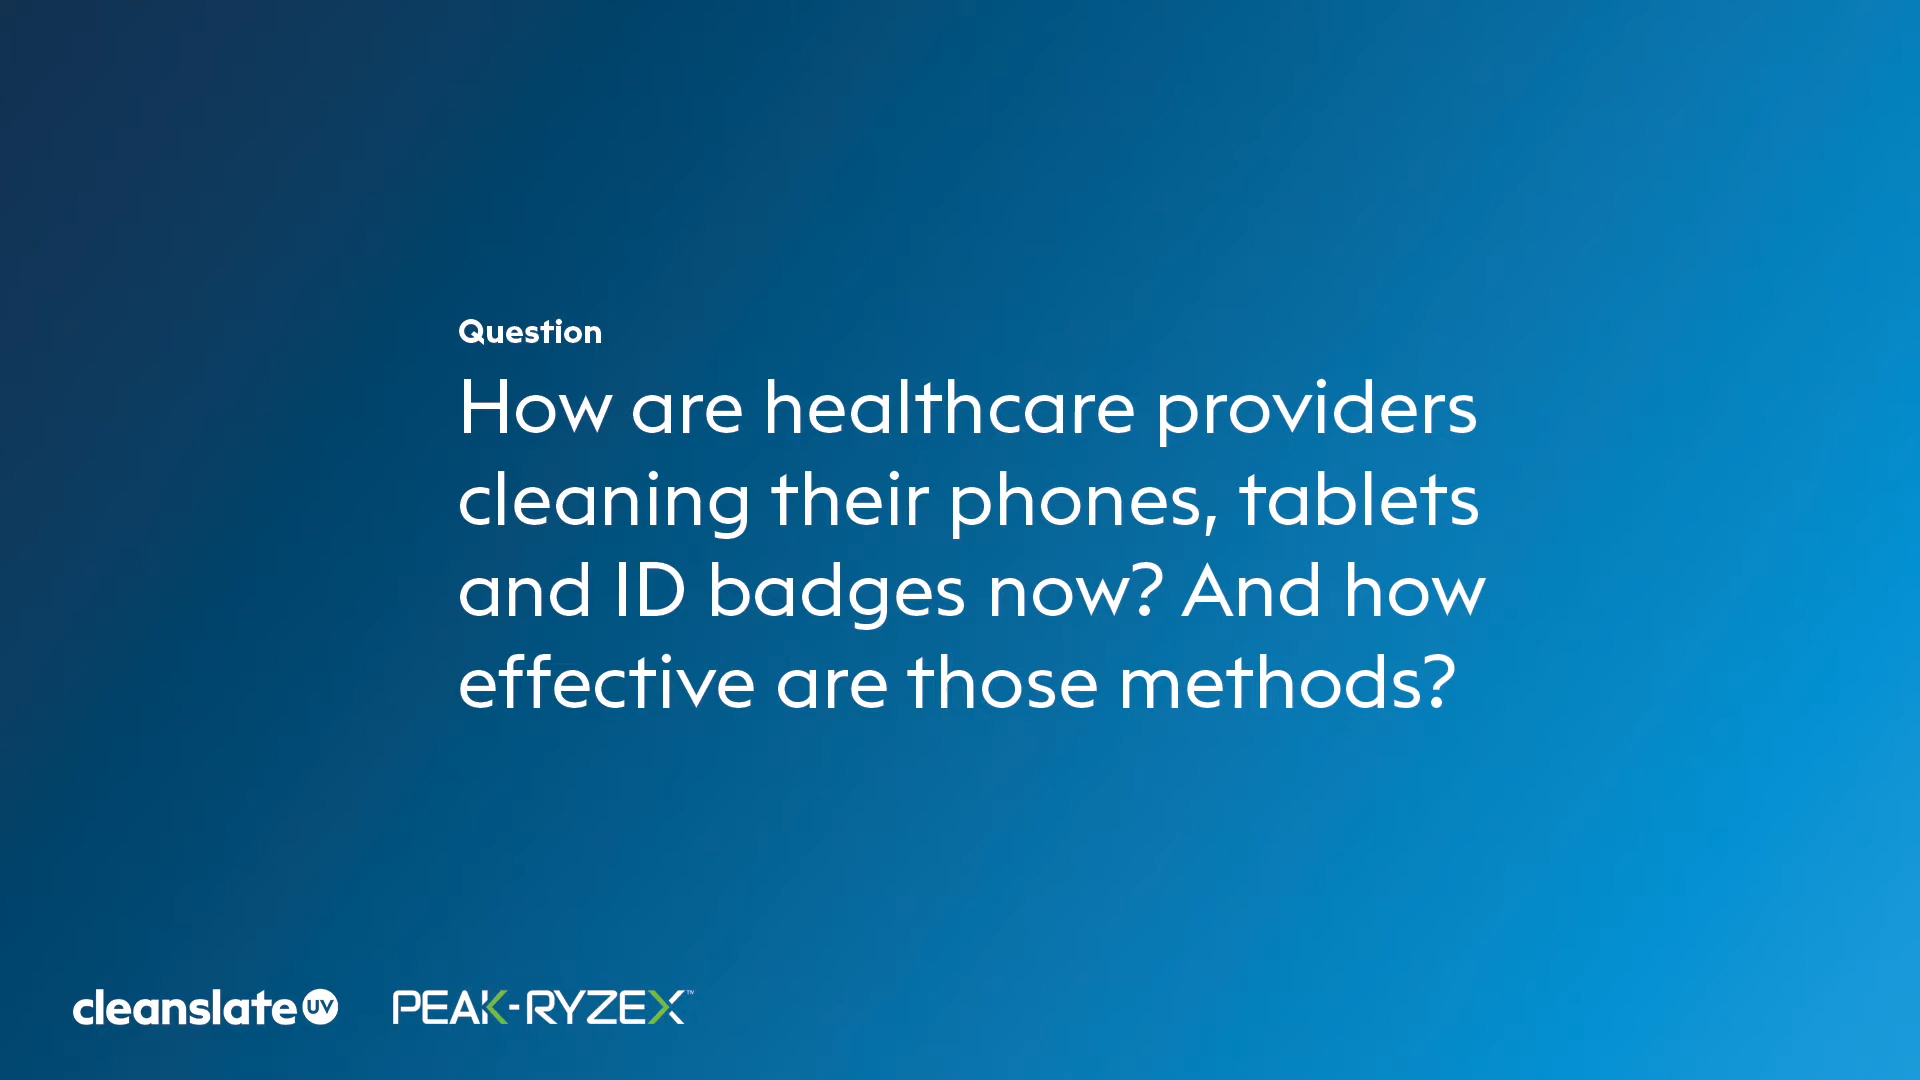 Question
How are healthcare providers
cleaning their phones, tablets
and ID badges now? And how
effective are those methods?
cleanslate UV
PEAK-RYZEX™